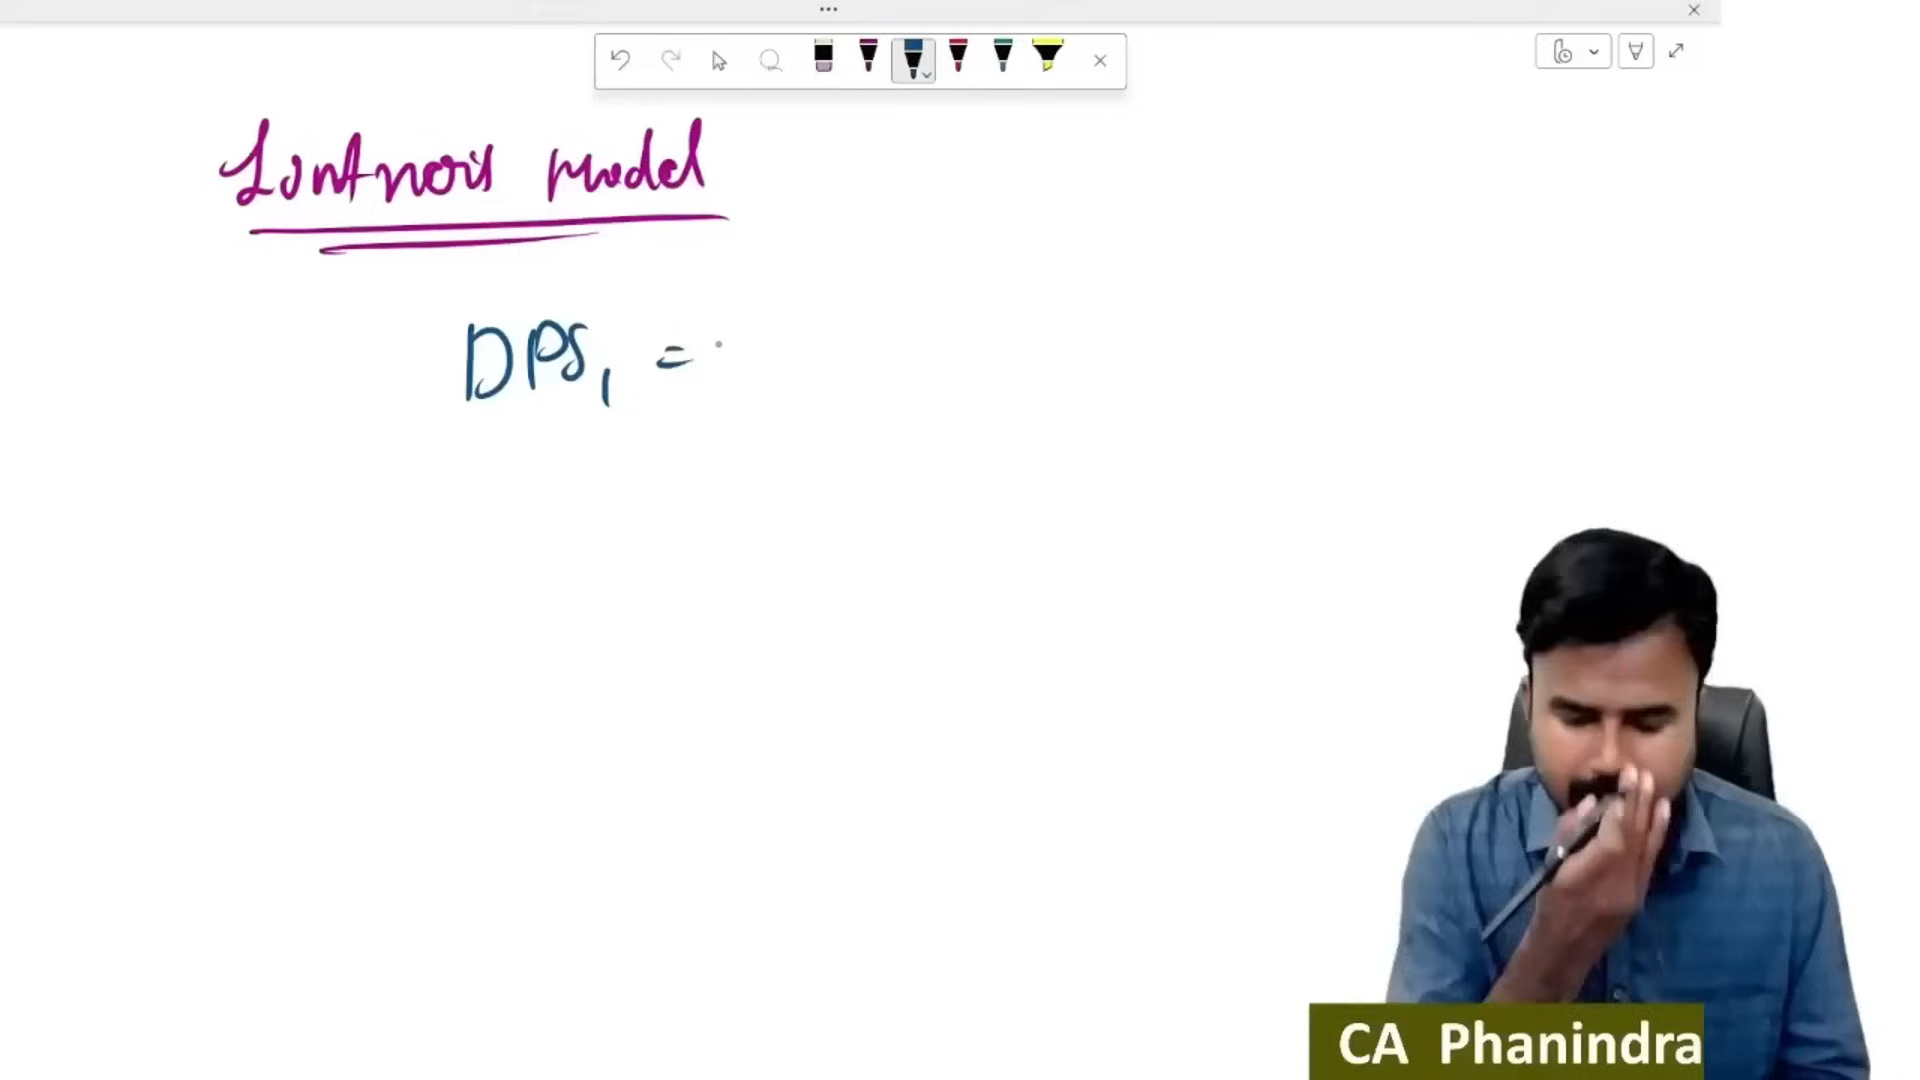 Lintner's model
DPS₁ =
CA Phanindra